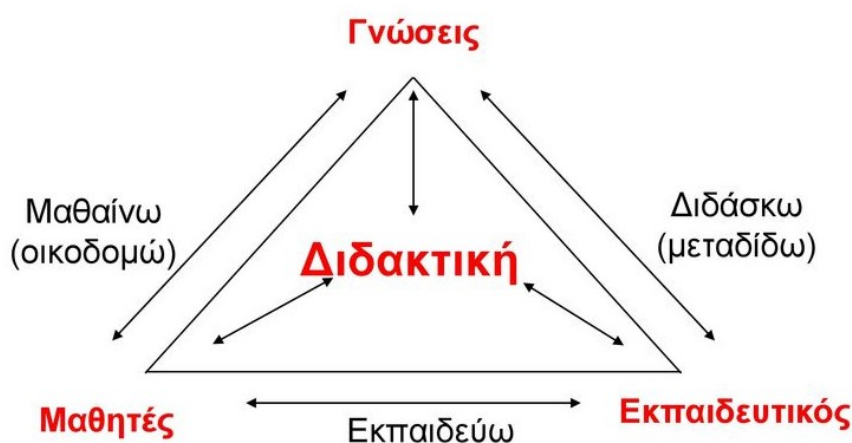 Γνώσεις
Μαθαίνω
(οικοδομώ)
Διδάσκω
(μεταδίδω)
Διδακτική
Μαθητές
Εκπαιδεύω
Εκπαιδευτικός